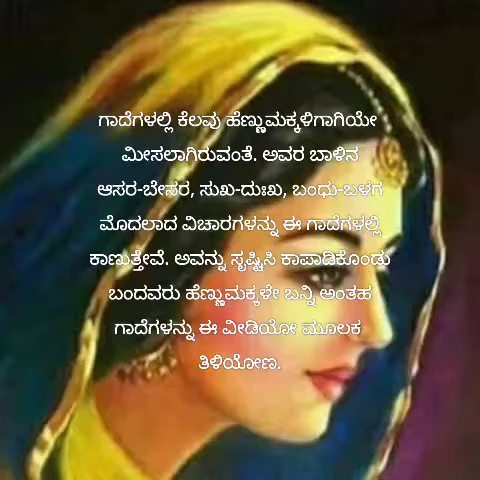 ಗಾದೆಗಳಲ್ಲಿ ಕೆಲವು ಹೆಣ್ಣುಮಕ್ಕಳಿಗಾಗಿಯೇ
ಮೀಸಲಾಗಿರುವಂತೆ. ಅವರ ಬಾಳಿನ
ಆಸರ-ಬೇಸರ, ಸುಖ-ದುಃಖ, ಬಂಧು-ಬಳಗ
ಮೊದಲಾದ ವಿಚಾರಗಳನ್ನು ಈ ಗಾದೆಗಳಲ್ಲಿ
ಕಾಣುತ್ತೇವೆ. ಅವನ್ನು ಸೃಷ್ಟಿಸಿ ಕಾಪಾಡಿಕೊಂಡು
ಬಂದವರು ಹೆಣ್ಣುಮಕ್ಕಳೇ ಬನ್ನಿ ಅಂತಹ
ಗಾದೆಗಳನ್ನು ಈ ವೀಡಿಯೋ ಮೂಲಕ
ತಿಳಿಯೋಣ.